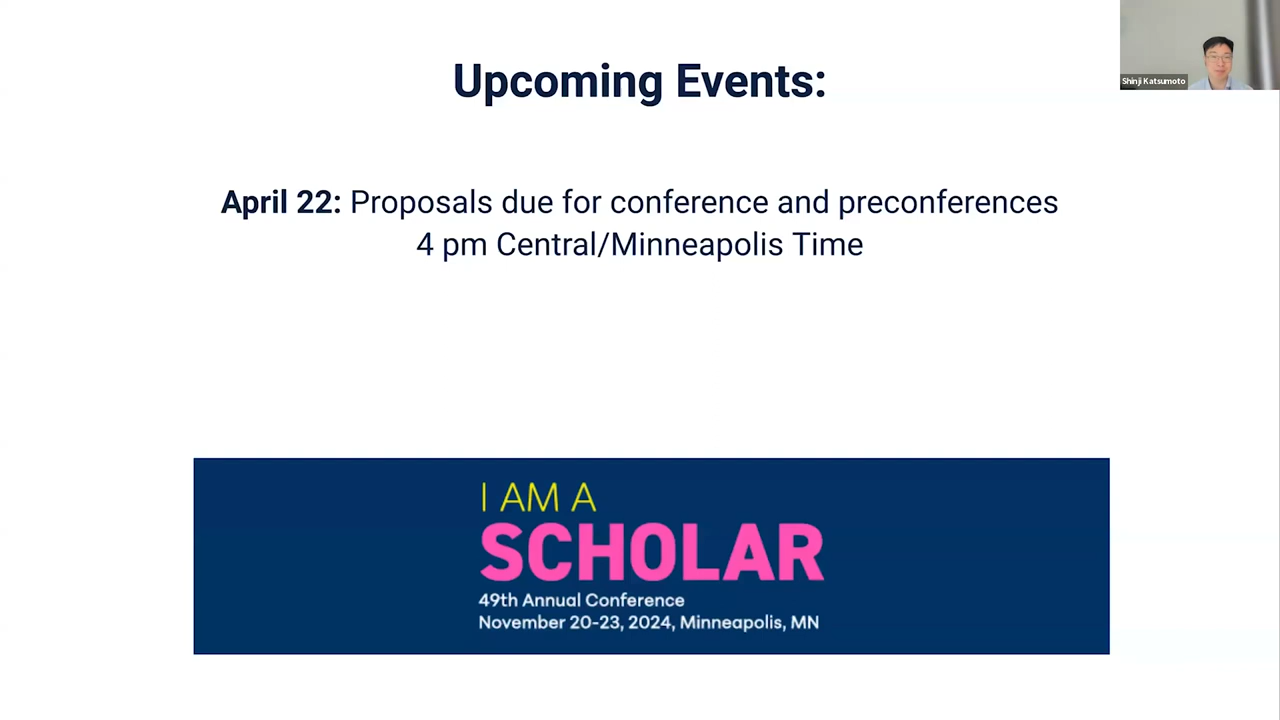 Upcoming Events:
Shinji Katsumoto
April 22: Proposals due for conference and preconferences
4 pm Central/Minneapolis Time
I AM A
SCHOLAR
49th Annual Conference
November 20-23, 2024, Minneapolis, MN